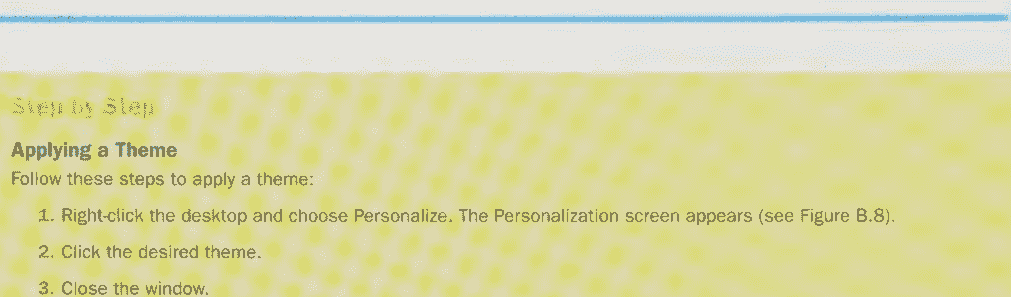 Step by Step
Applying a Theme
Follow these steps to apply a theme:
1. Right-click the desktop and choose Personalize. The Personalization screen appears (see Figure B.8).
2. Click the desired theme.
3. Close the window.